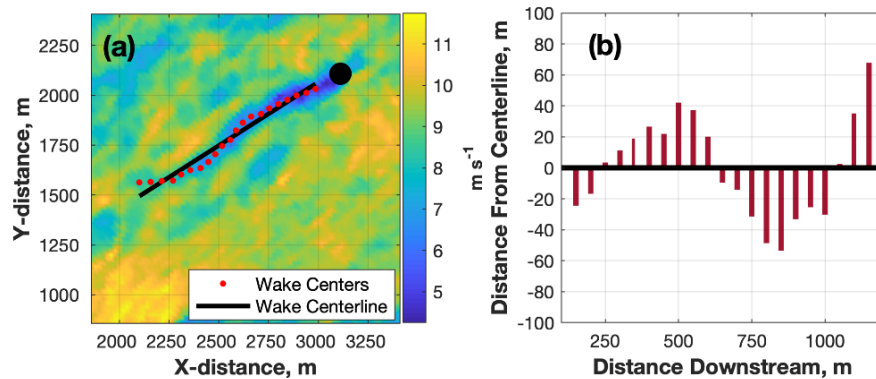 (a)
2250
2000
1750
1500
1250
1000
Y-distance, m
2000 2250 2500 2750 3000 3250
X-distance, m
Wake Centers
Wake Centerline
11
10
9
8
7
6
5
m s-1
(b)
100
80
60
40
20
0
-20
-40
-60
-80
-100
Distance From Centerline, m
250 500 750 1000
Distance Downstream, m